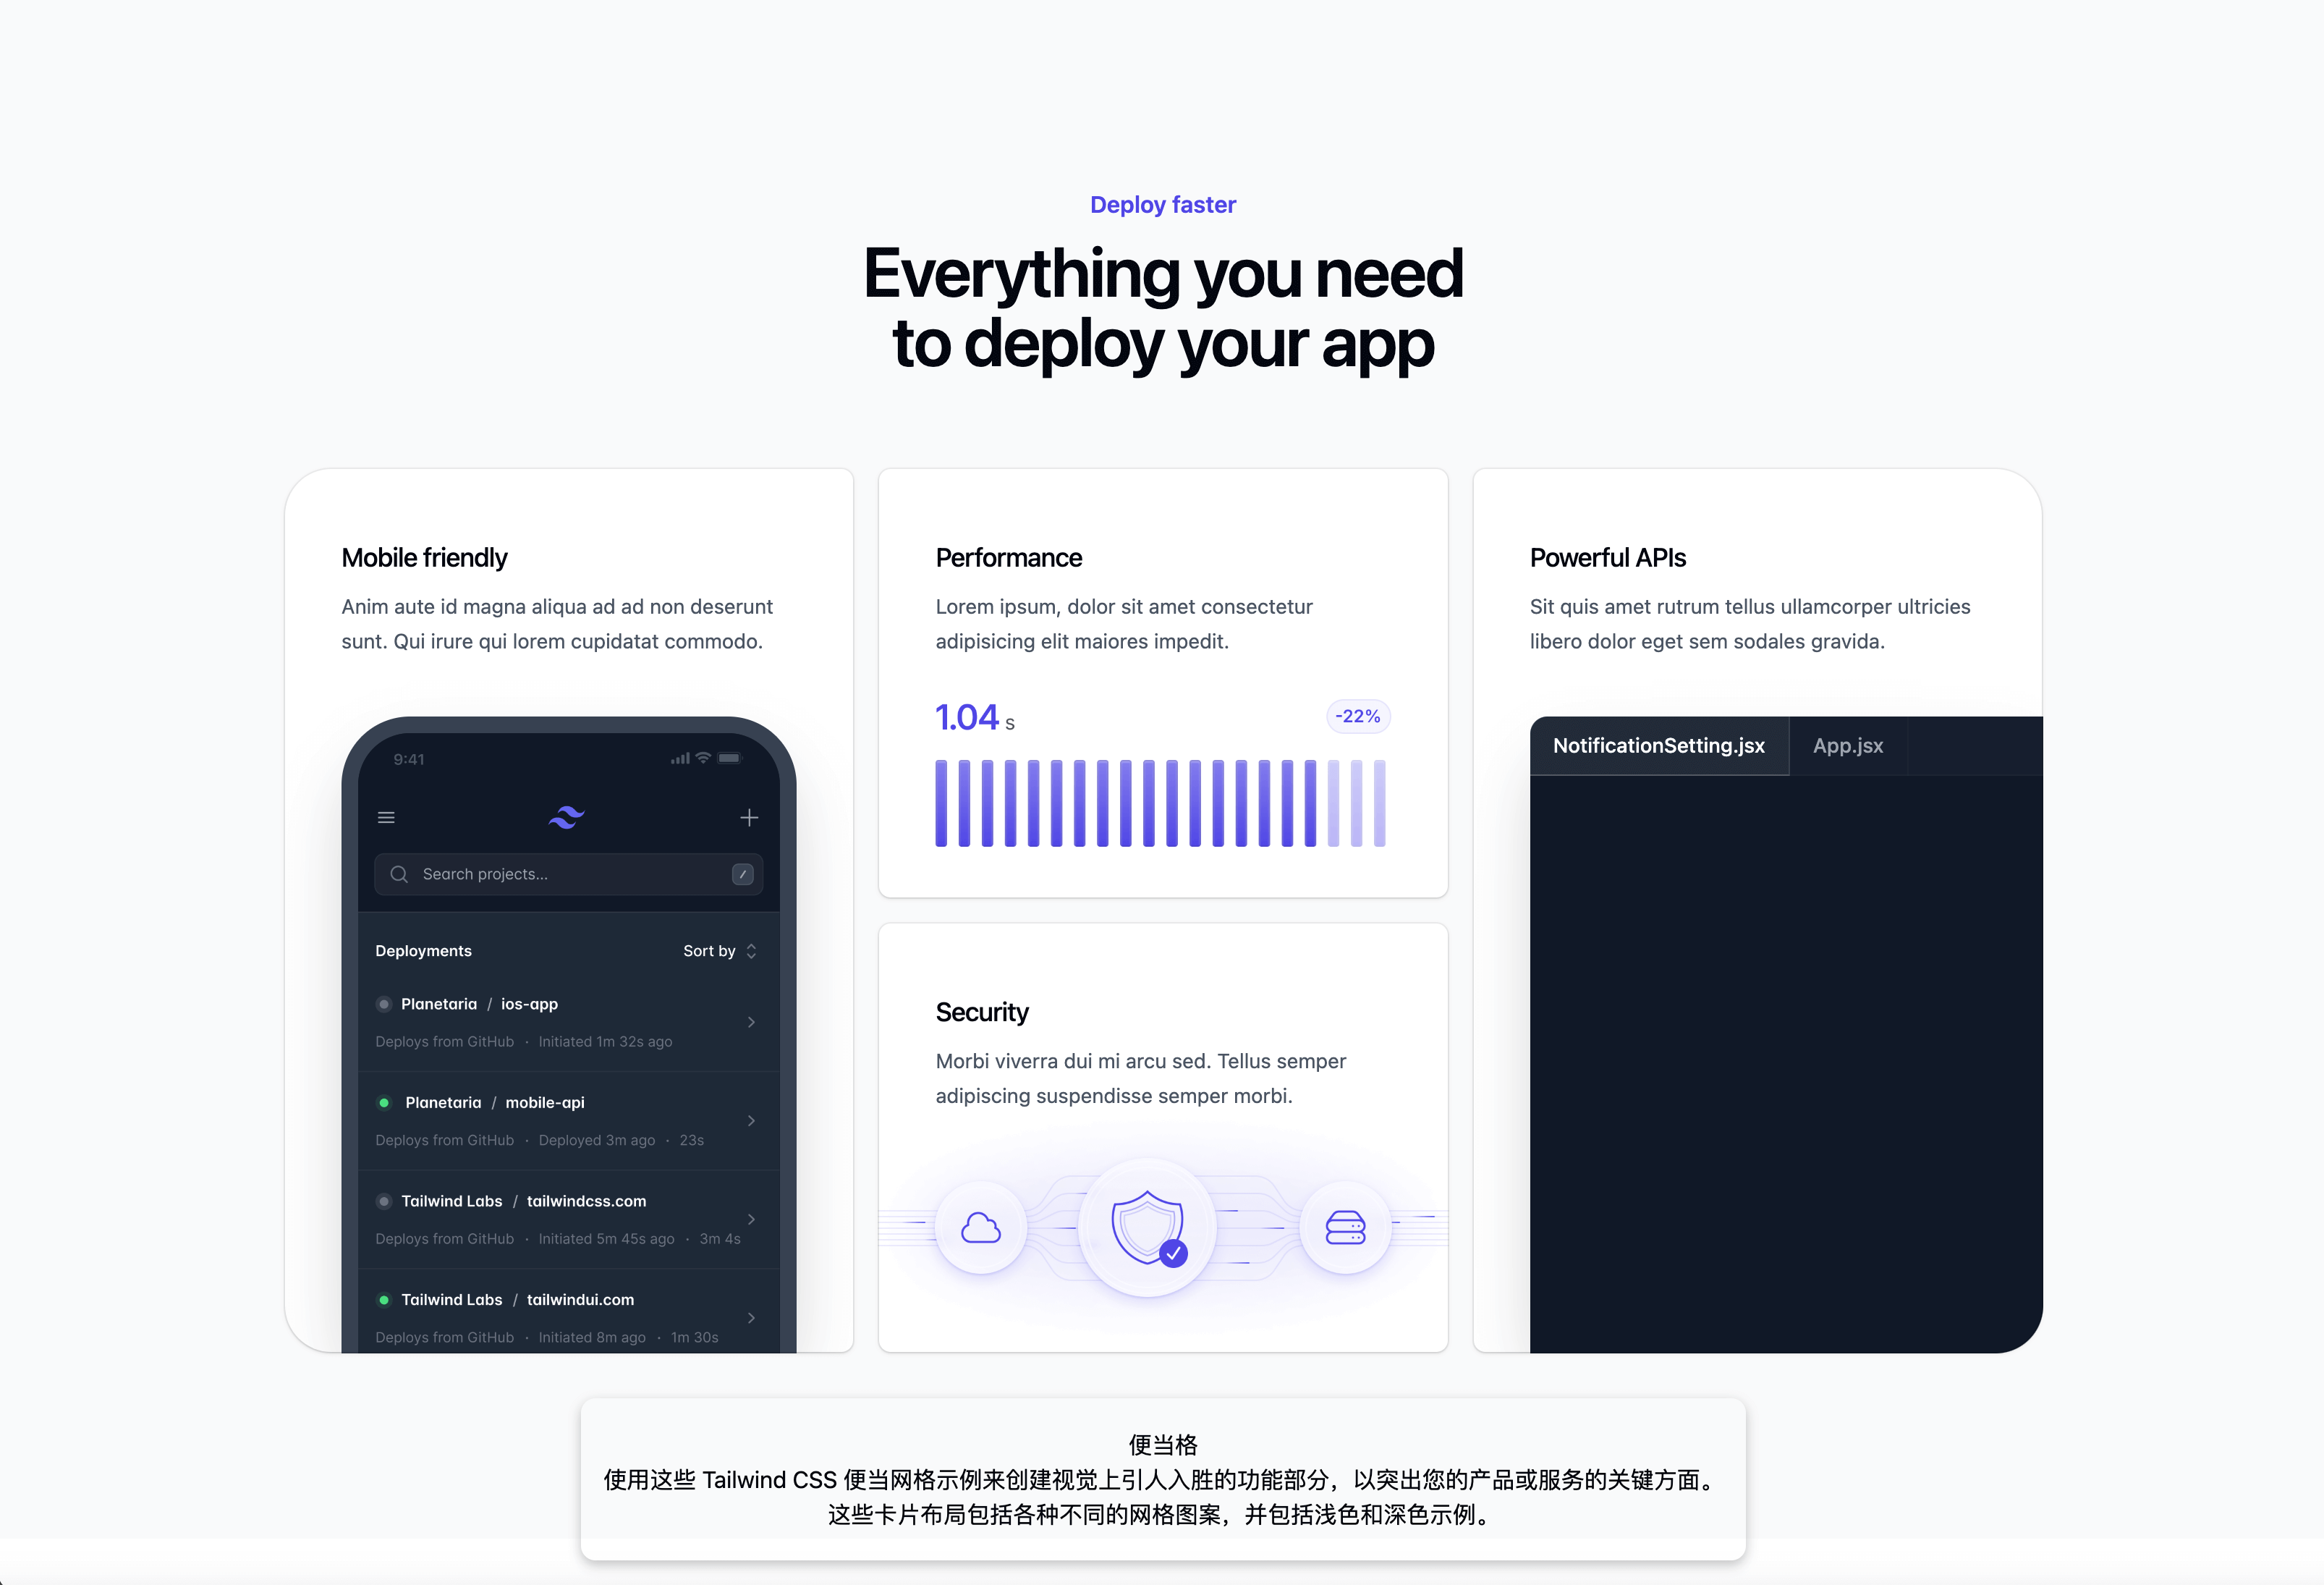 Deploy faster
Everything you need
to deploy your app
Mobile friendly
Anim aute id magna aliqua ad ad non deserunt
sunt. Qui irure qui lorem cupidatat commodo.
9:41
Search projects...
/
Deployments
Sort by
Planetaria / ios-app
Deploys from GitHub · Initiated 1m 32s ago
Planetaria / mobile-api
Deploys from GitHub · Deployed 3m ago · 23s
Tailwind Labs / tailwindcss.com
Deploys from GitHub · Initiated 5m 45s ago · 3m 4s
Tailwind Labs / tailwindui.com
Deploys from GitHub · Initiated 8m ago · 1m 30s
Performance
Lorem ipsum, dolor sit amet consectetur
adipisicing elit maiores impedit.
1.04 s
-22%
Security
Morbi viverra dui mi arcu sed. Tellus semper
adipiscing suspendisse semper morbi.
Powerful APIs
Sit quis amet rutrum tellus ullamcorper ultricies
libero dolor eget sem sodales gravida.
NotificationSetting.jsx
App.jsx
便当格
使用这些 Tailwind CSS 便当网格示例来创建视觉上引人入胜的功能部分，以突出您的产品或服务的关键方面。
这些卡片布局包括各种不同的网格图案，并包括浅色和深色示例。